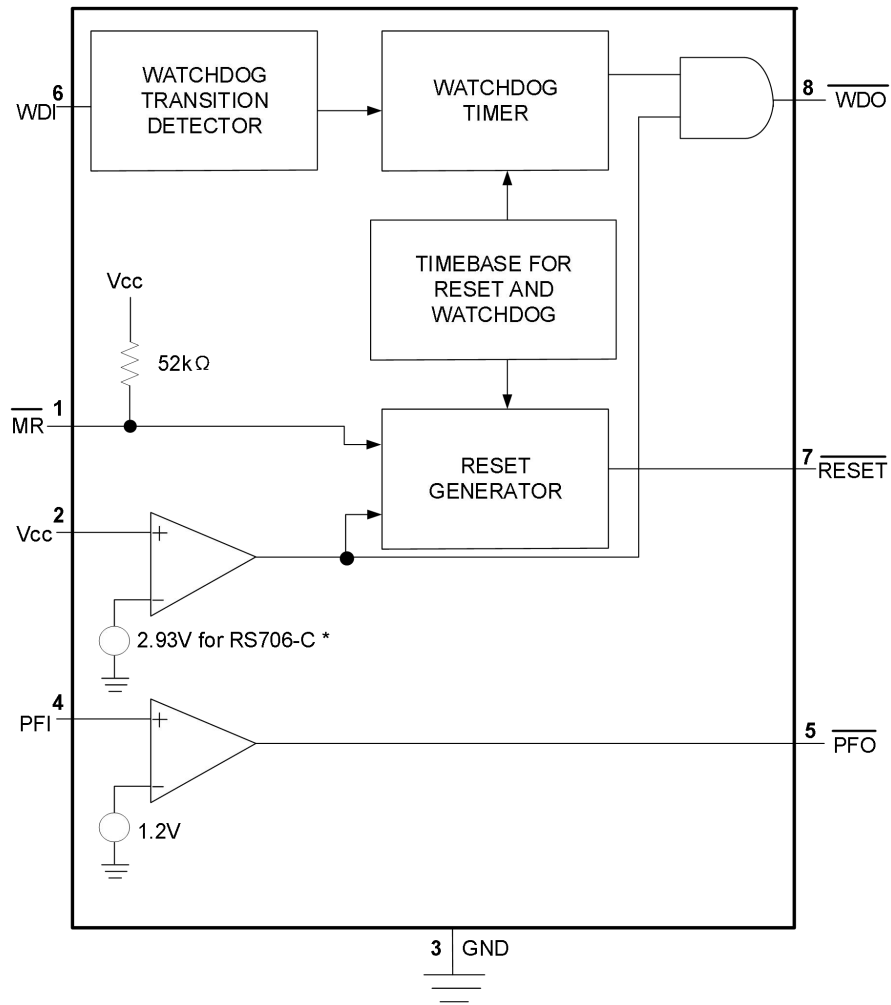 WATCHDOG
TRANSITION
DETECTOR
WATCHDOG
TIMER
6
WDI
8
WDO
TIMEBASE FOR
RESET AND
WATCHDOG
Vcc
52kΩ
1
MR
RESET
GENERATOR
7
RESET
2
Vcc
+
−
2.93V for RS706-C *
4
PFI
+
−
1.2V
5
PFO
3 GND